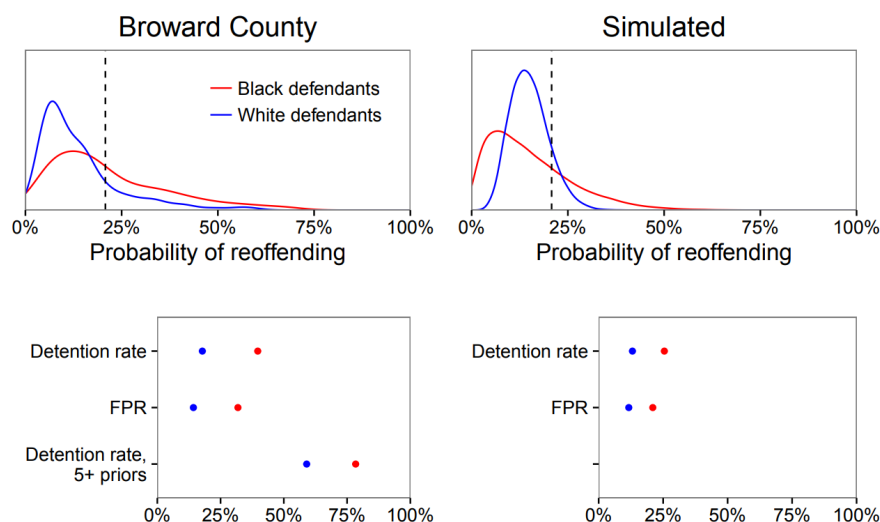 Broward County
Black defendants
White defendants
0%
25%
50%
75%
100%
Probability of reoffending
Simulated
0%
25%
50%
75%
100%
Probability of reoffending
Detention rate
FPR
Detention rate,
5+ priors
0%
25%
50%
75%
100%
Detention rate
FPR
0%
25%
50%
75%
100%